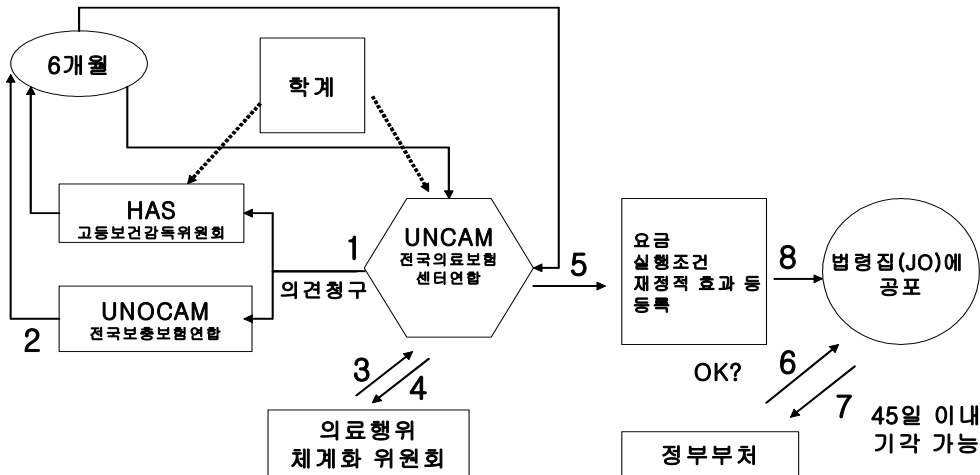 6개월
학계
HAS
고등보건감독위원회
1
의견청구
UNCAM
전국의료보험
센터연합
5
요금
실행조건
재정적 효과 등
등록
8
법령집(JO)에
공포
UNOCAM
전국보충보험연합
2
3
4
의료행위
체계화 위원회
OK?
6
7
45일 이내
기각 가능
정부부처